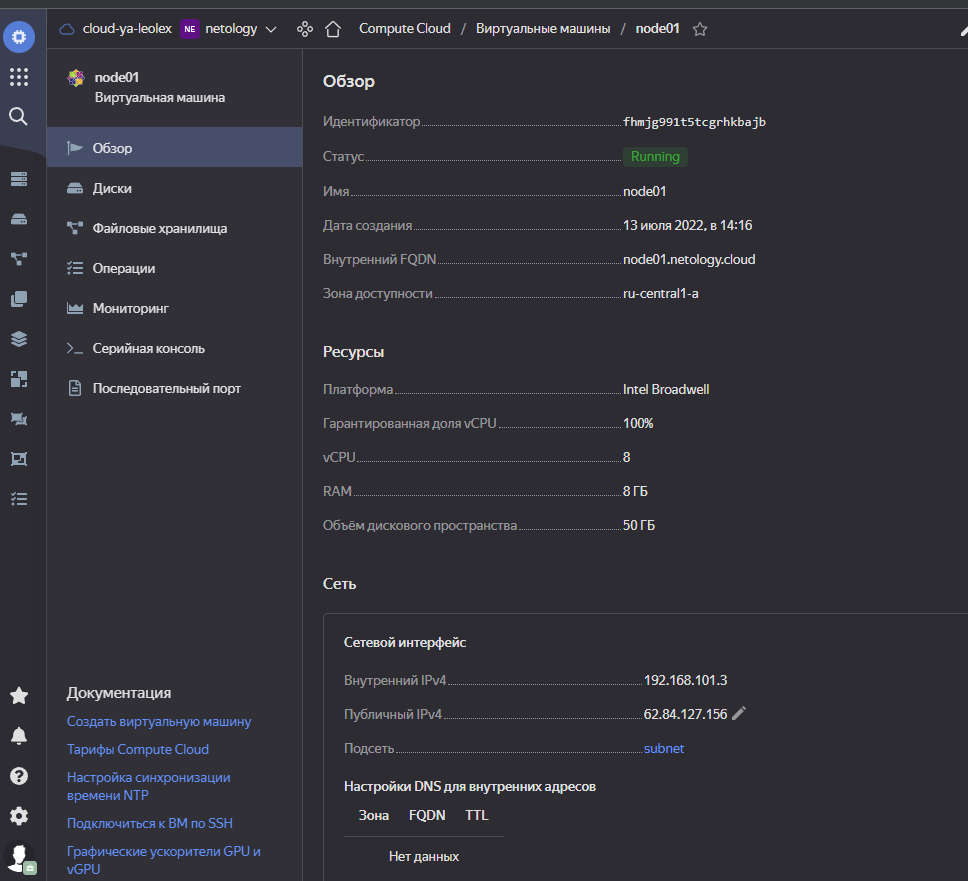 cloud-ya-leolex NE netology Compute Cloud / Виртуальные машины / node01
node01
Виртуальная машина
Обзор
Диски
Файловые хранилища
Операции
Мониторинг
Серийная консоль
Последовательный порт
Документация
Создать виртуальную машину
Тарифы Compute Cloud
Настройка синхронизации
времени NTP
Подключиться к ВМ по SSH
Графические ускорители GPU и
vGPU
Обзор
Идентификатор fhmjg991t5tcgrhkbajb
Статус Running
Имя node01
Дата создания 13 июля 2022, в 14:16
Внутренний FQDN node01.netology.cloud
Зона доступности ru-central1-a
Ресурсы
Платформа Intel Broadwell
Гарантированная доля vCPU 100%
vCPU 8
RAM 8 ГБ
Объём дискового пространства 50 ГБ
Сеть
Сетевой интерфейс
Внутренний IPv4 192.168.101.3
Публичный IPv4 62.84.127.156
Подсеть subnet
Настройки DNS для внутренних адресов
Зона FQDN TTL
Нет данных